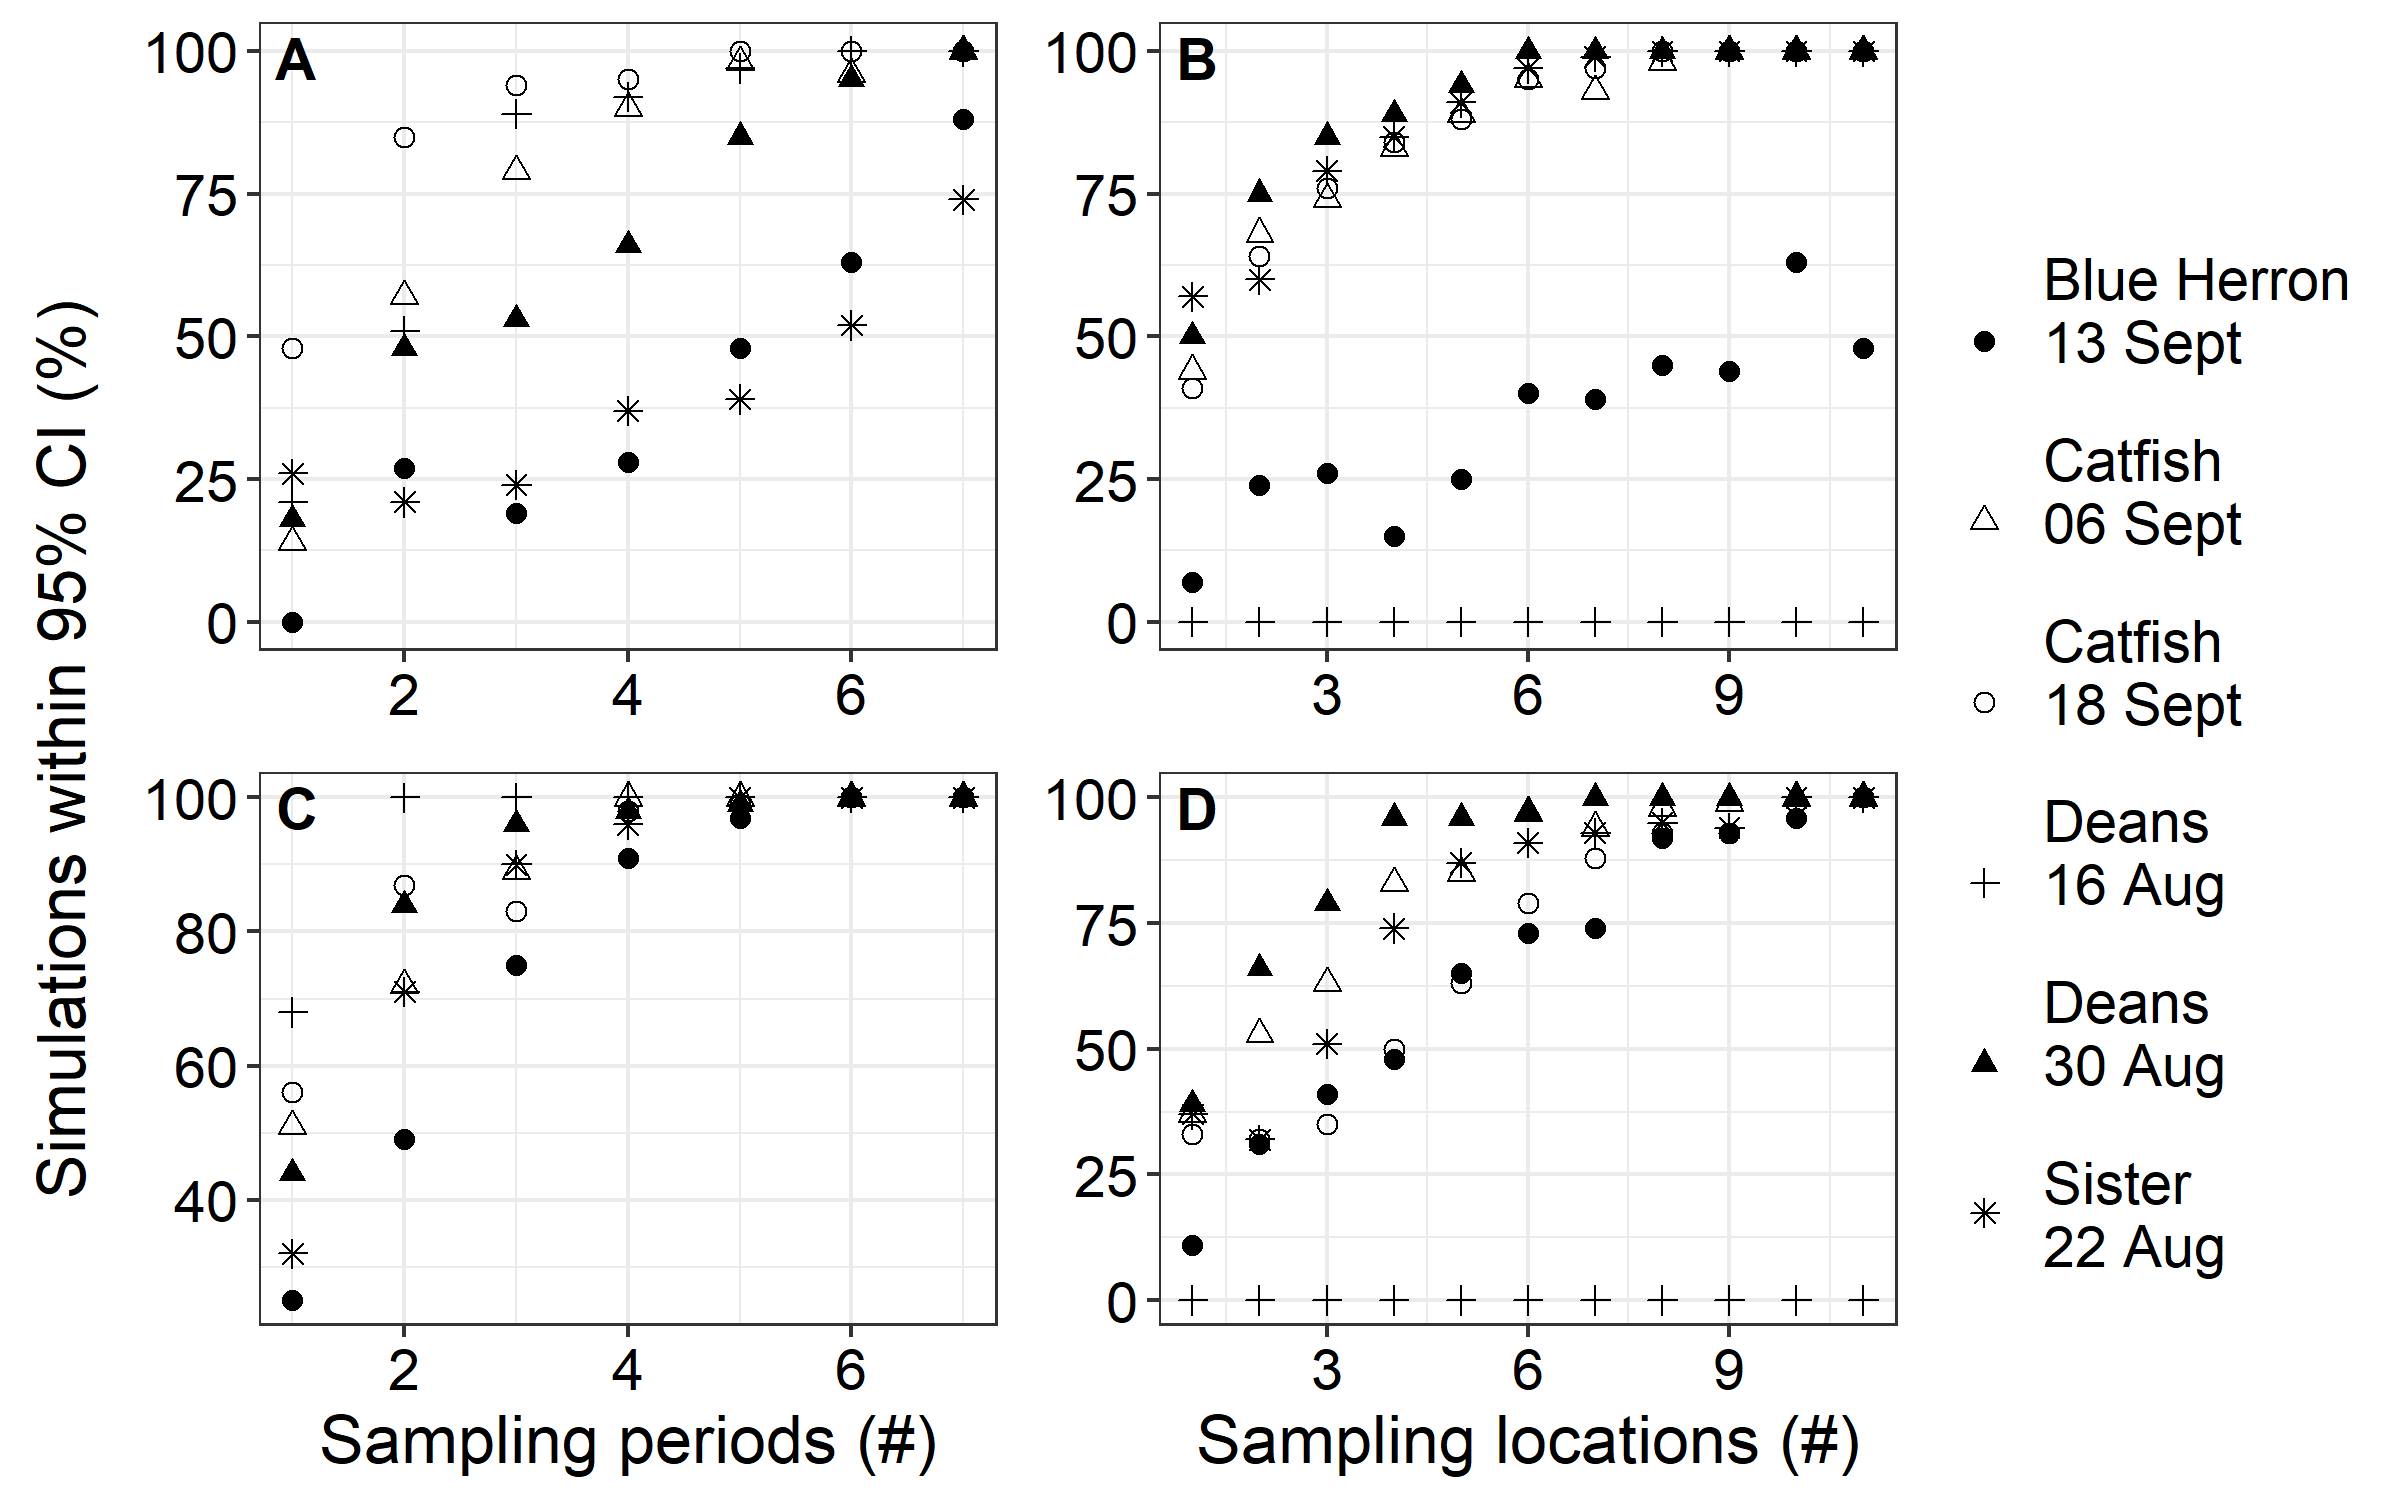 Simulations within 95% CI (%)
A
100
75
50
25
0
2 4 6
B
100
75
50
25
0
3 6 9
C
100
80
60
40
2 4 6
Sampling periods (#)
D
100
75
50
25
0
3 6 9
Sampling locations (#)
Blue Herron
13 Sept
Catfish
06 Sept
Catfish
18 Sept
Deans
16 Aug
Deans
30 Aug
Sister
22 Aug